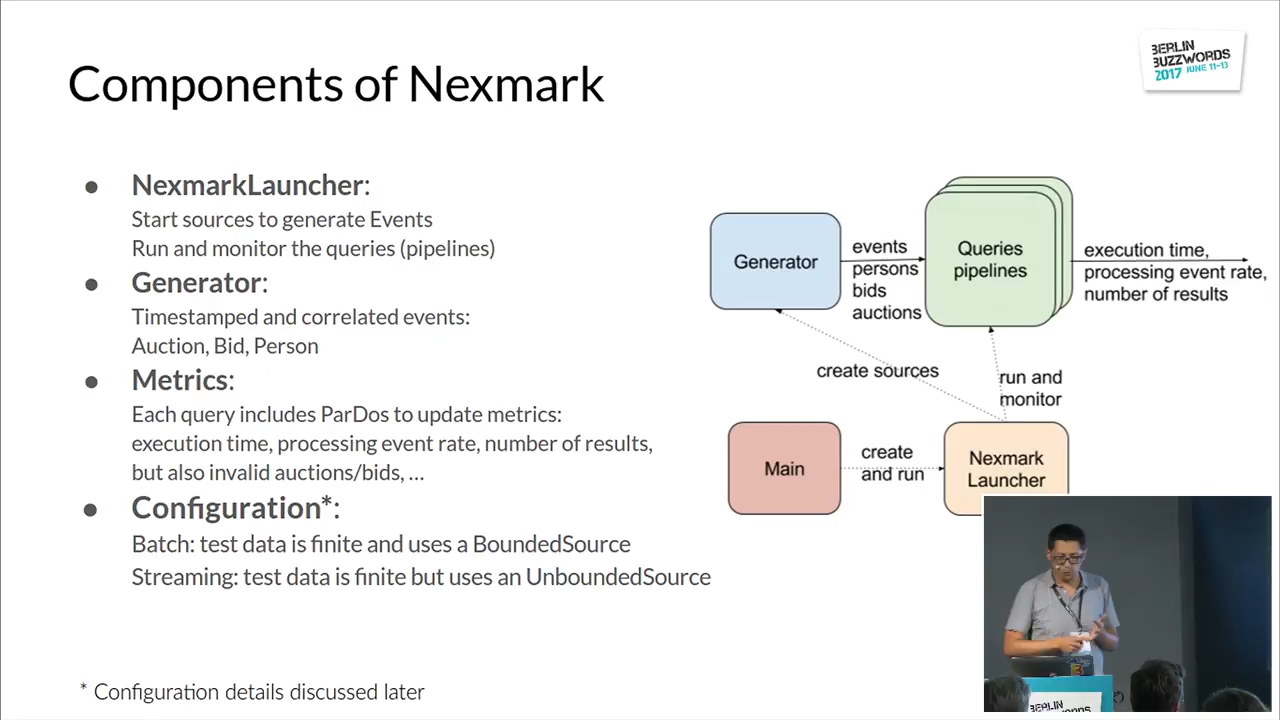 BERLIN
BUZZWORDS
2017 JUNE 11-13
Components of Nexmark
● NexmarkLauncher:
Start sources to generate Events
Run and monitor the queries (pipelines)
● Generator:
Timestamped and correlated events:
Auction, Bid, Person
● Metrics:
Each query includes ParDos to update metrics:
execution time, processing event rate, number of results,
but also invalid auctions/bids, ...
● Configuration*:
Batch: test data is finite and uses a BoundedSource
Streaming: test data is finite but uses an UnboundedSource
* Configuration details discussed later
Generator
events
persons
bids
auctions
Queries
pipelines
execution time,
processing event rate,
number of results
create sources
run and
monitor
Main
create
and run
Nexmark
Launcher
BERLIN